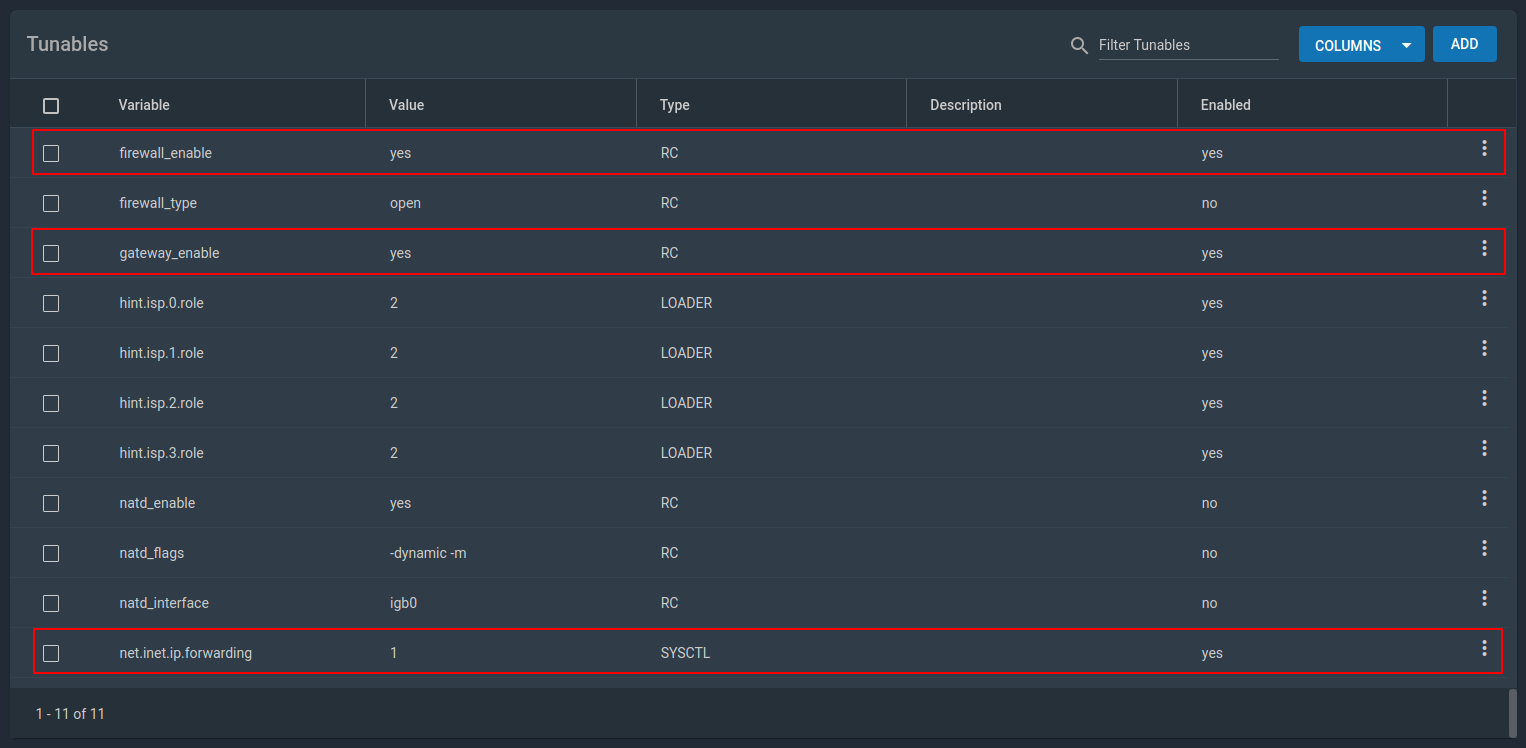 Tunables
Filter Tunables
COLUMNS
ADD
Variable Value Type Description Enabled
firewall_enable yes RC yes
firewall_type open RC no
gateway_enable yes RC yes
hint.isp.0.role 2 LOADER yes
hint.isp.1.role 2 LOADER yes
hint.isp.2.role 2 LOADER yes
hint.isp.3.role 2 LOADER yes
natd_enable yes RC no
natd_flags -dynamic -m RC no
natd_interface igb0 RC no
net.inet.ip.forwarding 1 SYSCTL yes
1 - 11 of 11